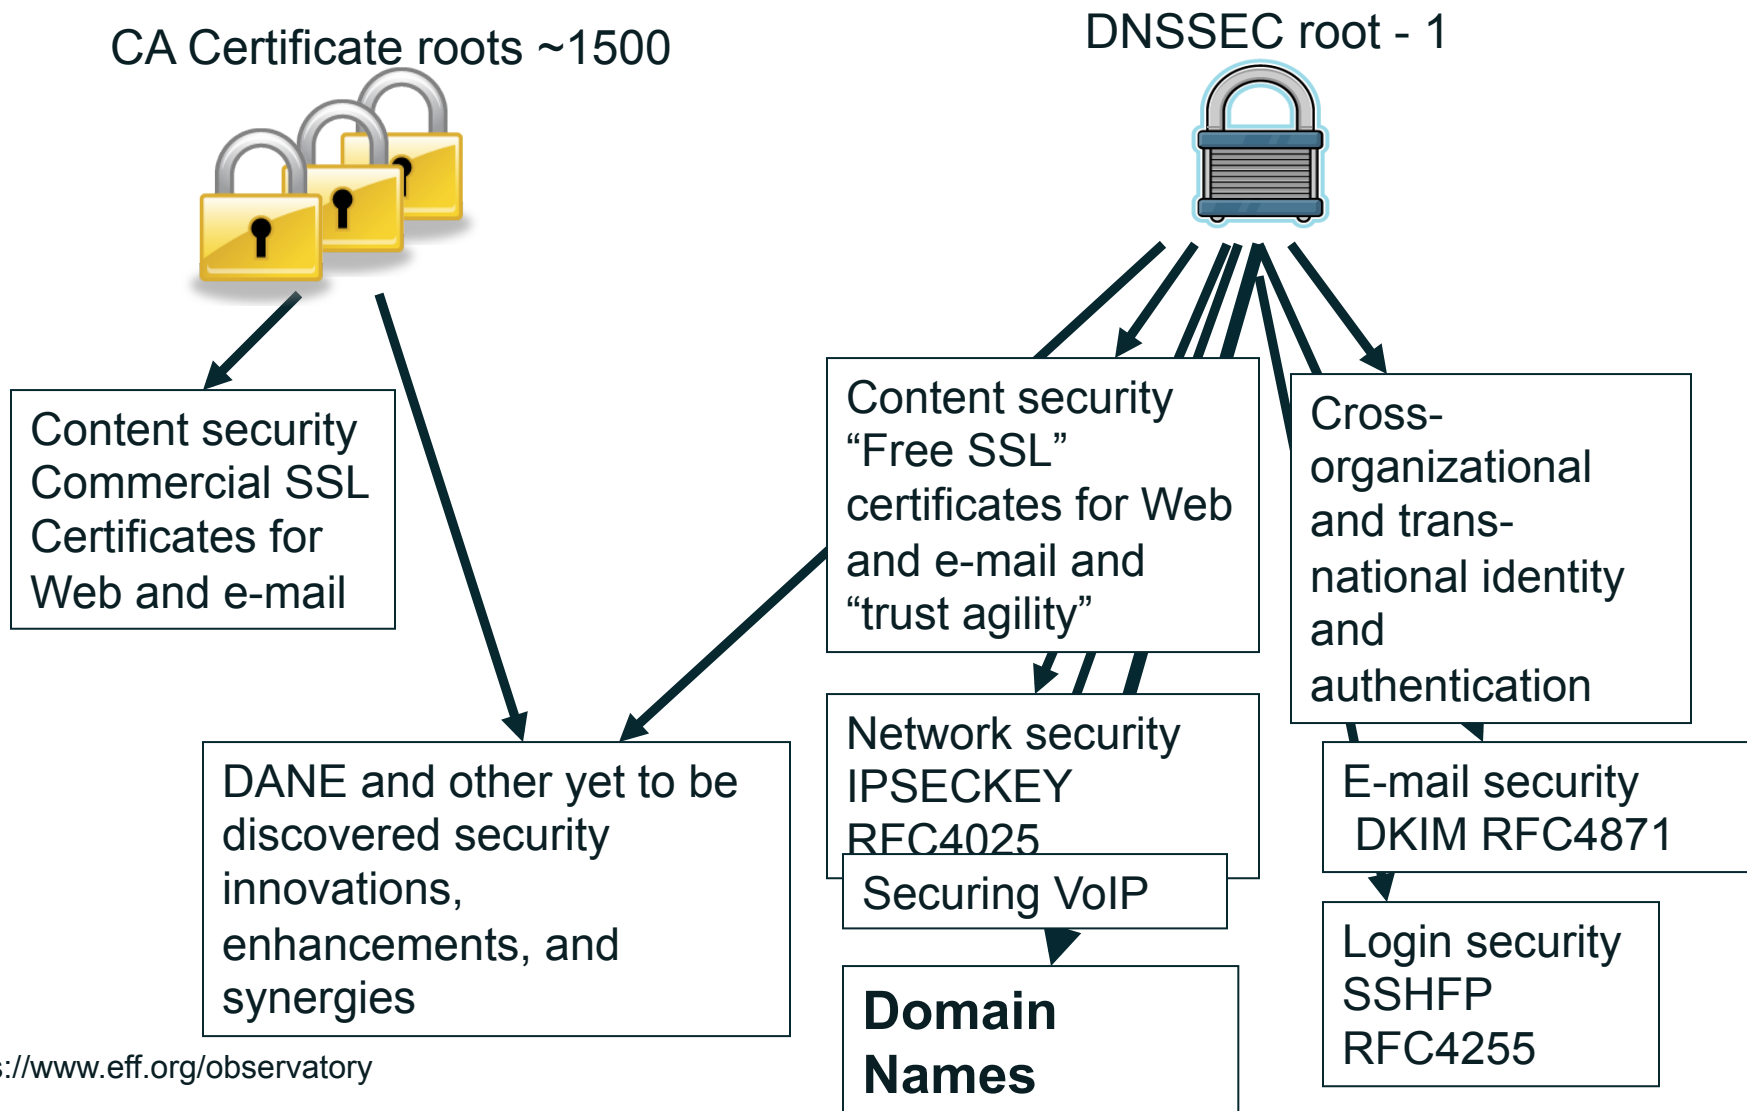 CA Certificate roots ~1500
DNSSEC root - 1
Content security
Commercial SSL
Certificates for
Web and e-mail
DANE and other yet to be
discovered security
innovations,
enhancements, and
synergies
Content security
“Free SSL”
certificates for Web
and e-mail and
“trust agility”
Network security
IPSECKEY
RFC4025
Securing VoIP
Domain
Names
Cross-
organizational
and trans-
national identity
and
authentication
E-mail security
DKIM RFC4871
Login security
SSHFP
RFC4255
s://www.eff.org/observatory